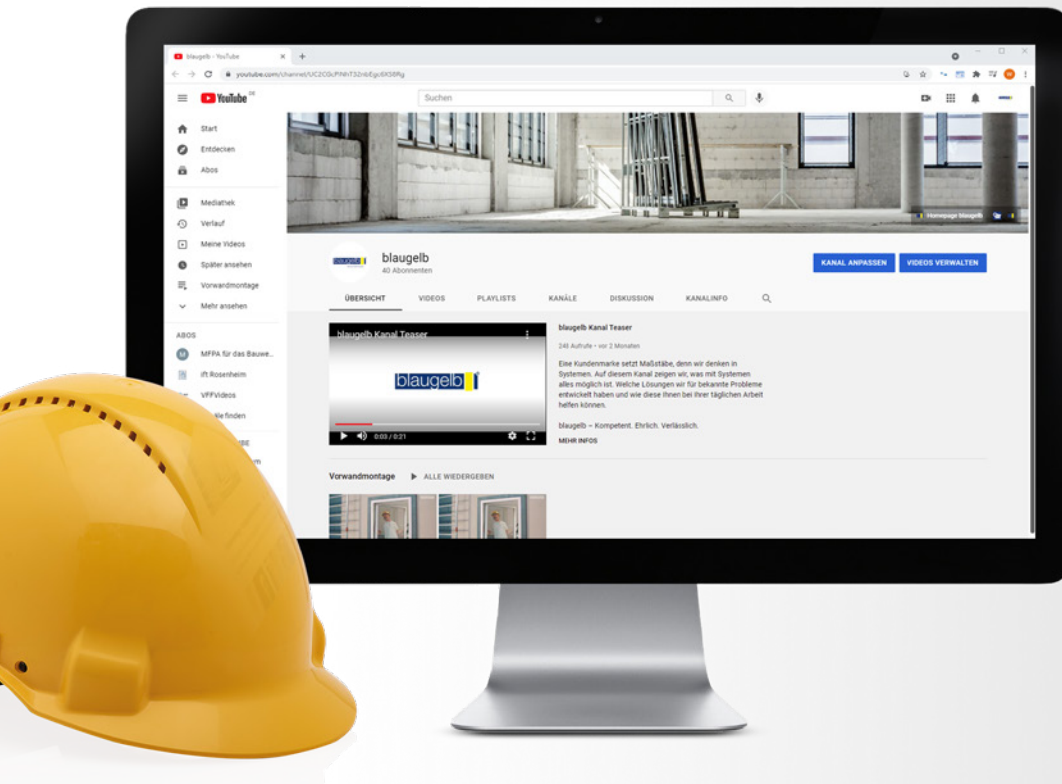 blaugelb - YouTube
YouTube DE
Suchen
Start
Entdecken
Abos
Mediathek
Verlauf
Meine Videos
Später ansehen
Vorwandmontage
Mehr ansehen
ABOS
M MFPA für das Bauwe...
ift Rosenheim
VFFVideos
finden
Homepage blaugelb
blaugelb
blaugelb
40 Abonnenten
KANAL ANPASSEN
VIDEOS VERWALTEN
ÜBERSICHT
VIDEOS
PLAYLISTS
KANÄLE
DISKUSSION
KANALINFO
blaugelb Kanal Teaser
blaugelb
0:03 / 0:21
blaugelb Kanal Teaser
248 Aufrufe • vor 2 Monaten
Eine Kundenmarke setzt Maßstäbe, denn wir denken in
Systemen. Auf diesem Kanal zeigen wir, was mit Systemen
alles möglich ist. Welche Lösungen wir für bekannte Probleme
entwickelt haben und wie diese Ihnen bei Ihrer täglichen Arbeit
helfen können.
blaugelb – Kompetent. Ehrlich. Verlässlich.
MEHR INFOS
Vorwandmontage
ALLE WIEDERGEBEN